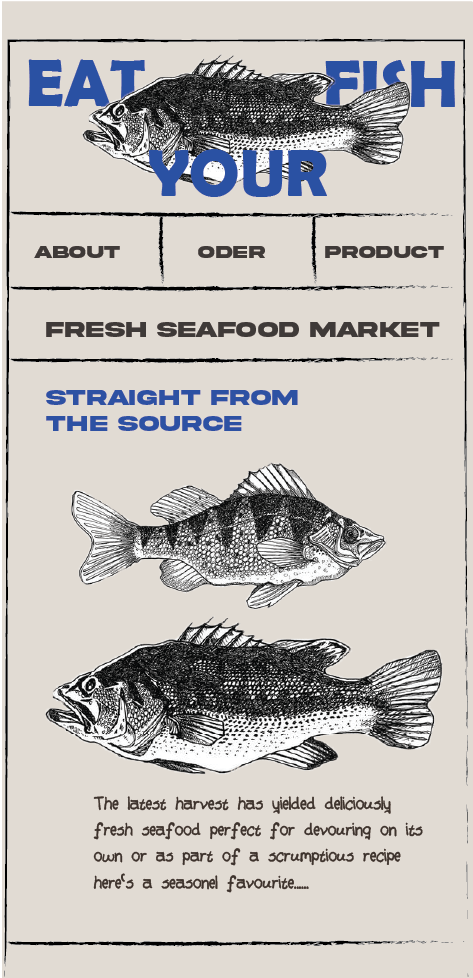 EAT FISH
YOUR
ABOUT ODER PRODUCT
FRESH SEAFOOD MARKET
STRAIGHT FROM
THE SOURCE
The latest harvest has yielded deliciously
fresh seafood perfect for devouring on its
own or as part of a scrumptious recipe
here's a seasonel favourite......